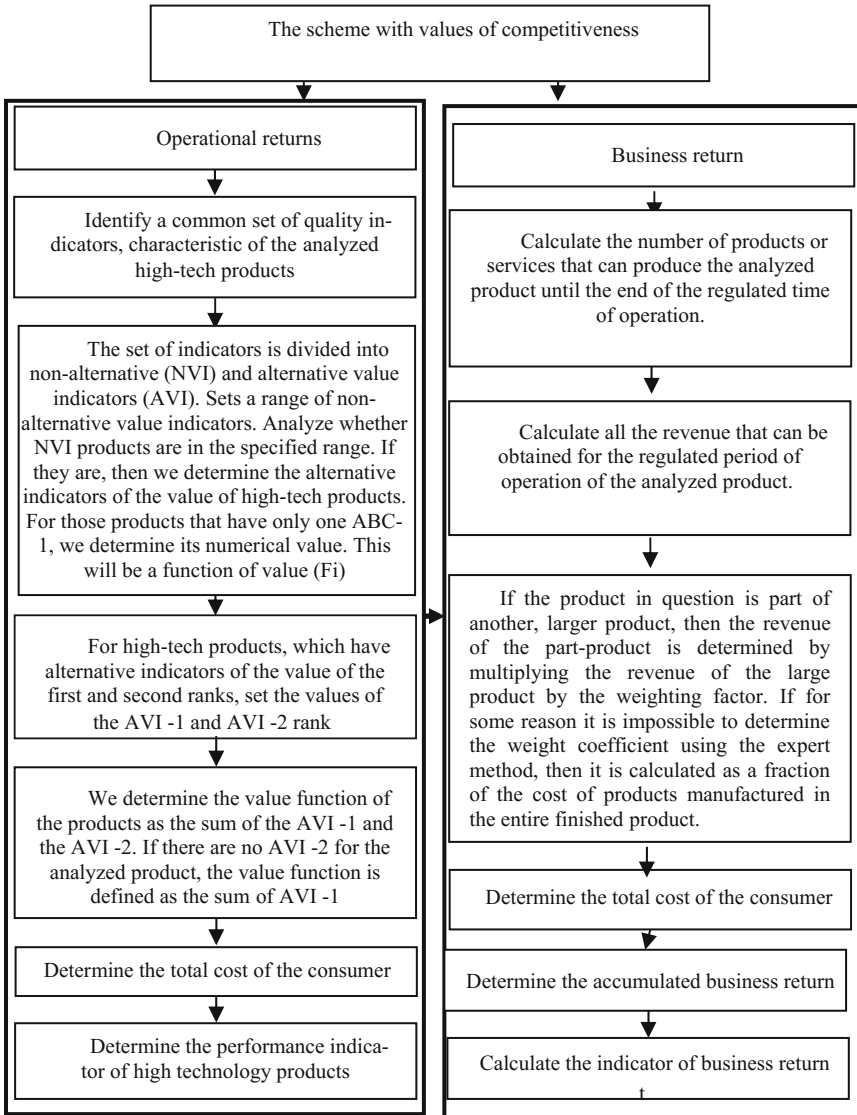 The scheme with values of competitiveness
Operational returns
Identify a common set of quality in-
dicators, characteristic of the analyzed
high-tech products
The set of indicators is divided into
non-alternative (NVI) and alternative value
indicators (AVI). Sets a range of non-
alternative value indicators. Analyze whether
NVI products are in the specified range. If
they are, then we determine the alternative
indicators of the value of high-tech products.
For those products that have only one ABC-
1, we determine its numerical value. This
will be a function of value (Fi)
For high-tech products, which have
alternative indicators of the value of the
first and second ranks, set the values of
the AVI -1 and AVI -2 rank
We determine the value function of
the products as the sum of the AVI -1 and
the AVI -2. If there are no AVI -2 for the
analyzed product, the value function is
defined as the sum of AVI -1
Determine the total cost of the consumer
Determine the performance indica-
tor of high technology products
Business return
Calculate the number of products or
services that can produce the analyzed
product until the end of the regulated time
of operation.
Calculate all the revenue that can be
obtained for the regulated period of
operation of the analyzed product.
If the product in question is part of
another, larger product, then the revenue
of the part-product is determined by
multiplying the revenue of the large
product by the weighting factor. If for
some reason it is impossible to determine
the weight coefficient using the expert
method, then it is calculated as a fraction
of the cost of products manufactured in
the entire finished product.
Determine the total cost of the consumer
Determine the accumulated business return
Calculate the indicator of business return
t